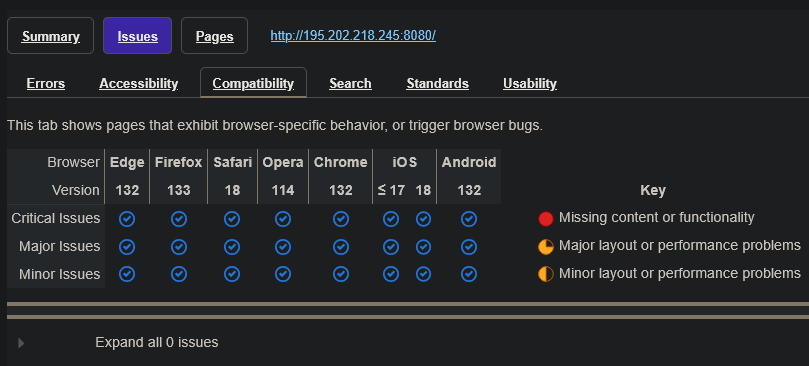 Summary Issues Pages http://195.202.218.245:8080/
Errors Accessibility Compatibility Search Standards Usability
This tab shows pages that exhibit browser-specific behavior, or trigger browser bugs.
Browser Edge Firefox Safari Opera Chrome iOS Android
Version 132 133 18 114 132 ≤ 17 18 132 Key
Critical Issues Missing content or functionality
Major Issues Major layout or performance problems
Minor Issues Minor layout or performance problems
Expand all 0 issues